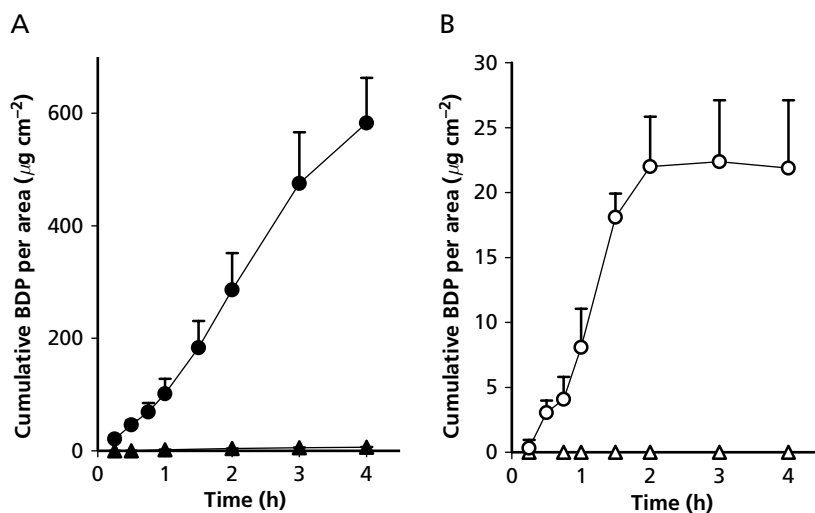 A
Cumulative BDP per area (μg cm⁻²)
600
400
200
0
0 1 2 3 4
Time (h)
B
Cumulative BDP per area (μg cm⁻²)
30
25
20
15
10
5
0
0 1 2 3 4
Time (h)